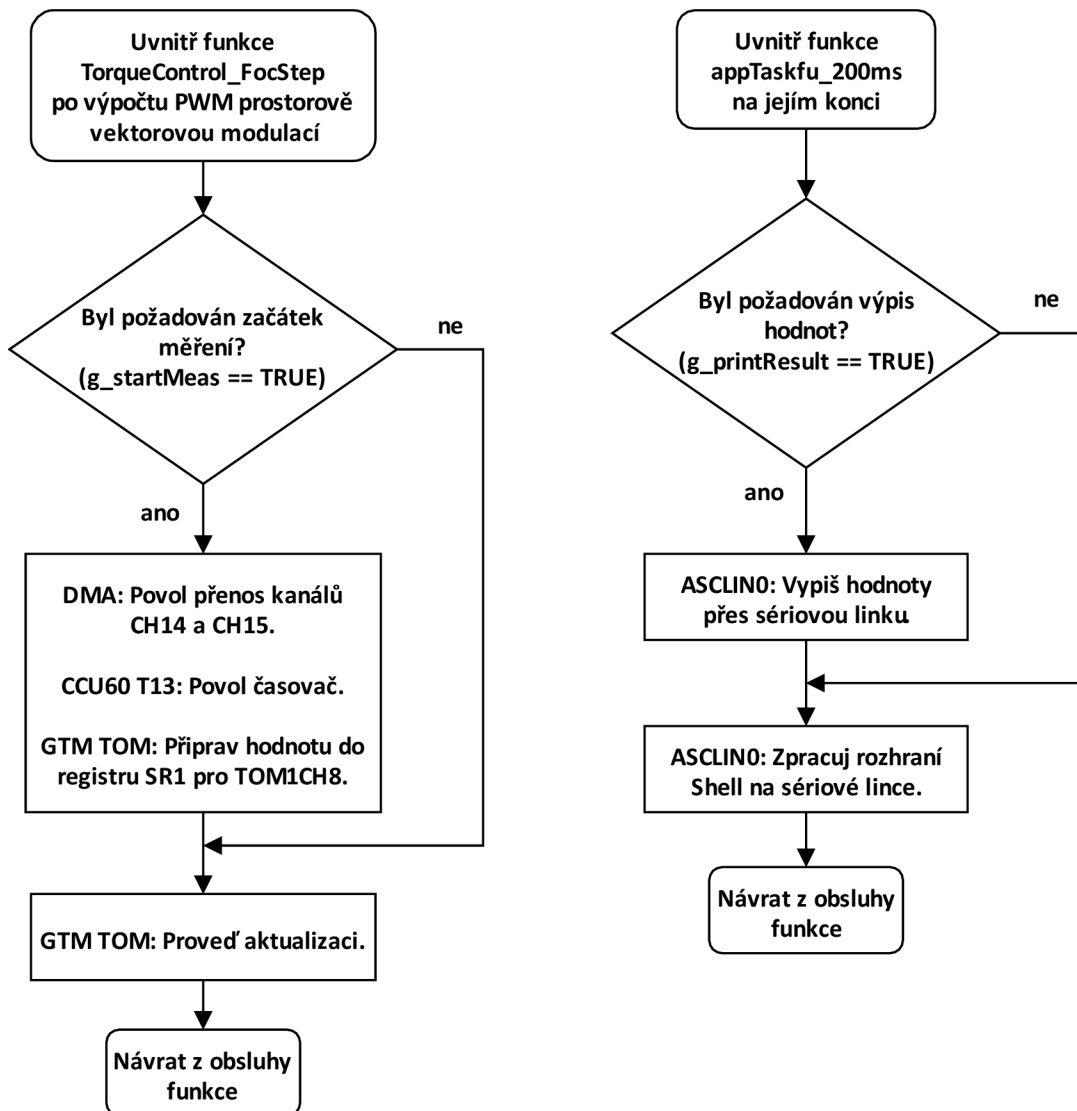 Uvnitř funkce
TorqueControl_FocStep
po výpočtu PWM prostorově
vektorovou modulací
Byl požadován začátek
měření?
(g_startMeas == TRUE)
ne
ano
DMA: Povol přenos kanálů
CH14 a CH15.
CCU60 T13: Povol časovač.
GTM TOM: Připrav hodnotu do
registru SR1 pro TOM1CH8.
GTM TOM: Proveď aktualizaci.
Návrat z obsluhy
funkce
Uvnitř funkce
appTaskfu_200ms
na jejím konci
Byl požadován výpis
hodnot?
(g_printResult == TRUE)
ne
ano
ASCLIN0: Vypiš hodnoty
přes sériovou linku.
ASCLIN0: Zpracuj rozhraní
Shell na sériové lince.
Návrat z obsluhy
funkce